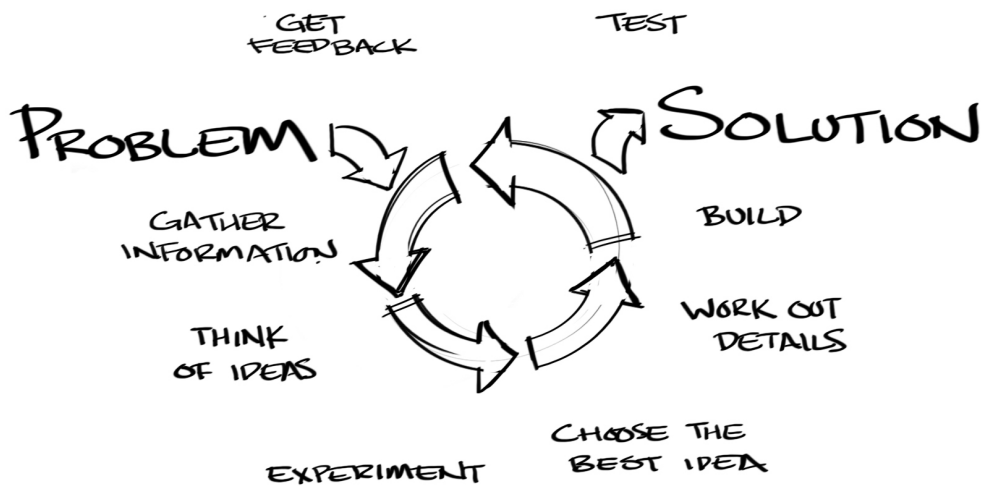 GET
FEEDBACK
TEST
PROBLEM
SOLUTION
GATHER
INFORMATION
BUILD
THINK
OF IDEAS
WORK OUT
DETAILS
EXPERIMENT
CHOOSE THE
BEST IDEA